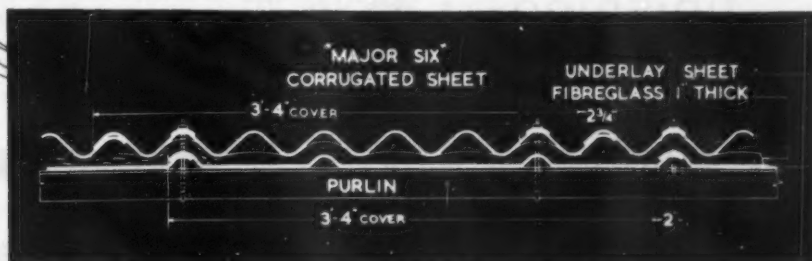 "MAJOR SIX"
CORRUGATED SHEET
UNDERLAY SHEET
FIBREGLASS 1" THICK
3'-4" COVER
-2¾"-
PURLIN
3'-4" COVER
-2"-